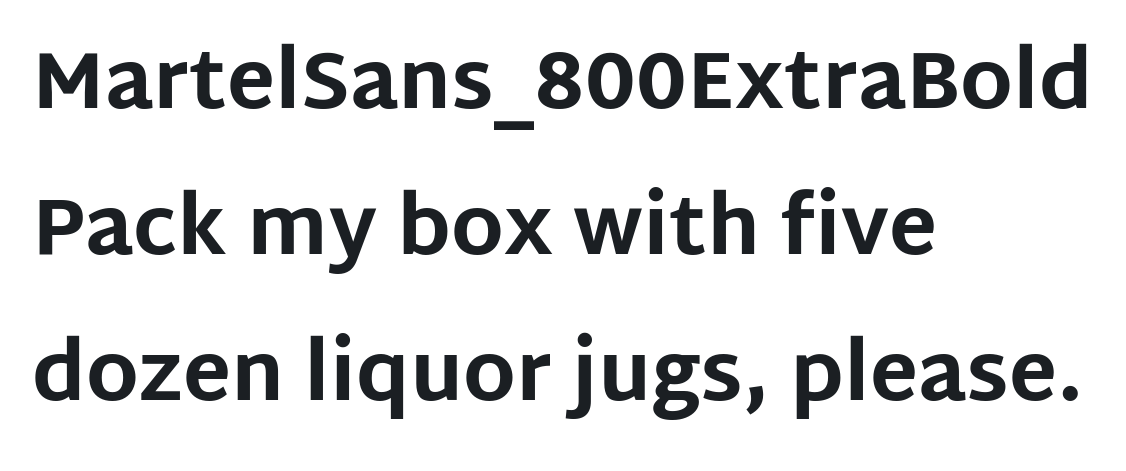 MartelSans_800ExtraBold
Pack my box with five
dozen liquor jugs, please.